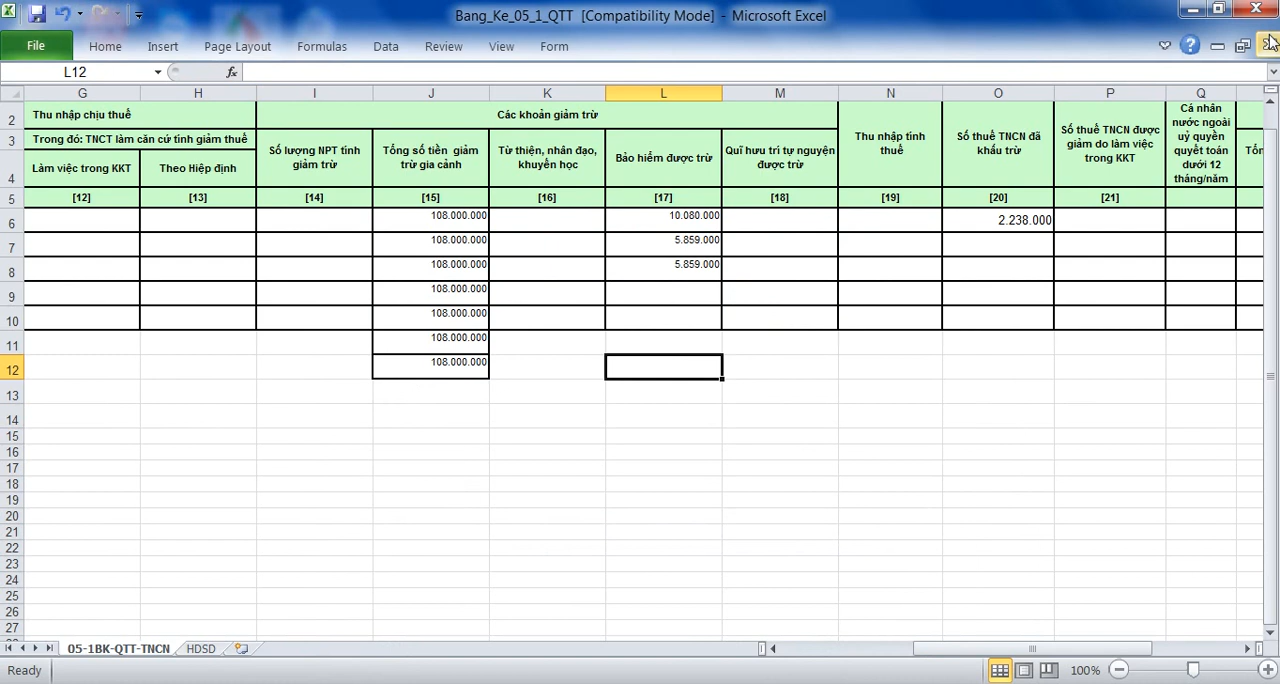 Bang_Ke_05_1_QTT [Compatibility Mode] - Microsoft Excel
File Home Insert Page Layout Formulas Data Review View Form
L12 fx
G H I J K L M N O P Q
2 Thu nhập chịu thuế Các khoản giảm trừ Thu nhập tính thuế Số thuế TNCN đã khấu trừ Số thuế TNCN được giảm do làm việc trong KKT Cá nhân nước ngoài uỷ quyền quyết toán dưới 12 tháng/năm
3 Trong đó: TNCT làm căn cứ tính giảm thuế Số lượng NPT tính giảm trừ Tổng số tiền giảm trừ gia cảnh Từ thiện, nhân đạo, khuyến học Bảo hiểm được trừ Quĩ hưu trí tự nguyện được trừ
4 Làm việc trong KKT Theo Hiệp định
5 [12] [13] [14] [15] [16] [17] [18] [19] [20] [21]
6 108.000.000 10.080.000 2.238.000
7 108.000.000 5.859.000
8 108.000.000 5.859.000
9 108.000.000
10 108.000.000
11 108.000.000
12 108.000.000
13
14
15
16
17
18
19
20
21
22
23
24
25
26
27
05-1BK-QTT-TNCN HDSD
Ready 100%